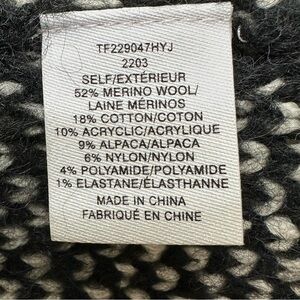 TF229047HYJ
2203
SELF/EXTÉRIEUR
52% MERINO WOOL/
LAINE MÉRINOS
18% COTTON/COTON
10% ACRYLIC/ACRYLIQUE
9% ALPACA/ALPACA
6% NYLON/NYLON
4% POLYAMIDE/POLYAMIDE
1% ELASTANE/ÉLASTHANNE
MADE IN CHINA
FABRIQUÉ EN CHINE